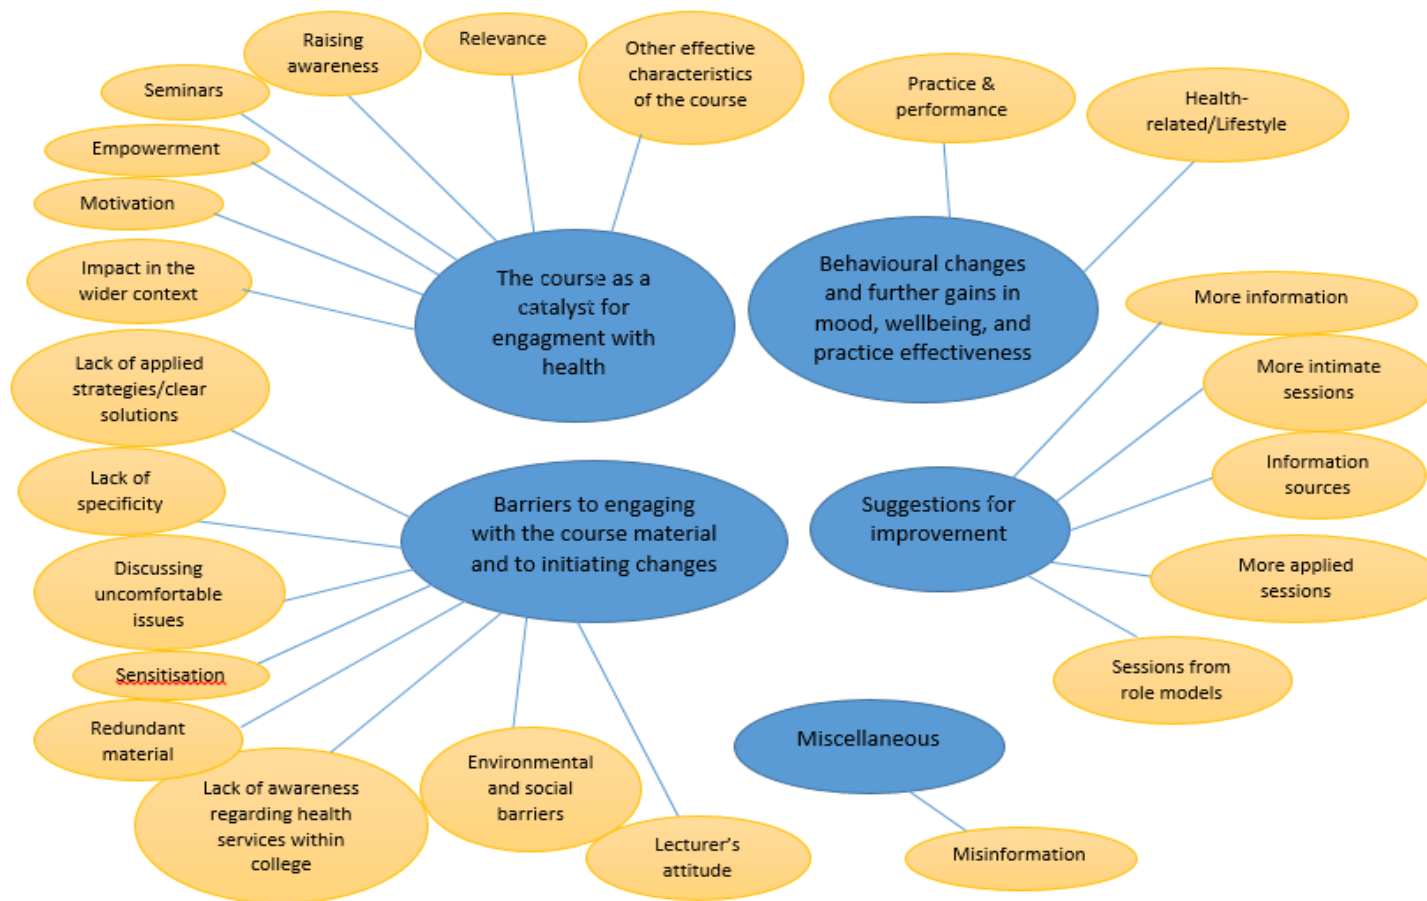 Raising
awareness
Relevance
Other effective
characteristics
of the course
Seminars
Empowerment
Motivation
Impact in the
wider context
The course as a
catalyst for
engagment with
health
Practice &
performance
Health-
related/Lifestyle
Behavioural changes
and further gains in
mood, wellbeing, and
practice effectiveness
Lack of applied
strategies/clear
solutions
Lack of
specificity
Discussing
uncomfortable
issues
Sensitisation
Redundant
material
Lack of awareness
regarding health
services within
college
Environmental
and social
barriers
Lecturer’s
attitude
Barriers to engaging
with the course material
and to initiating changes
More information
More intimate
sessions
Information
sources
More applied
sessions
Sessions from
role models
Suggestions for
improvement
Miscellaneous
Misinformation